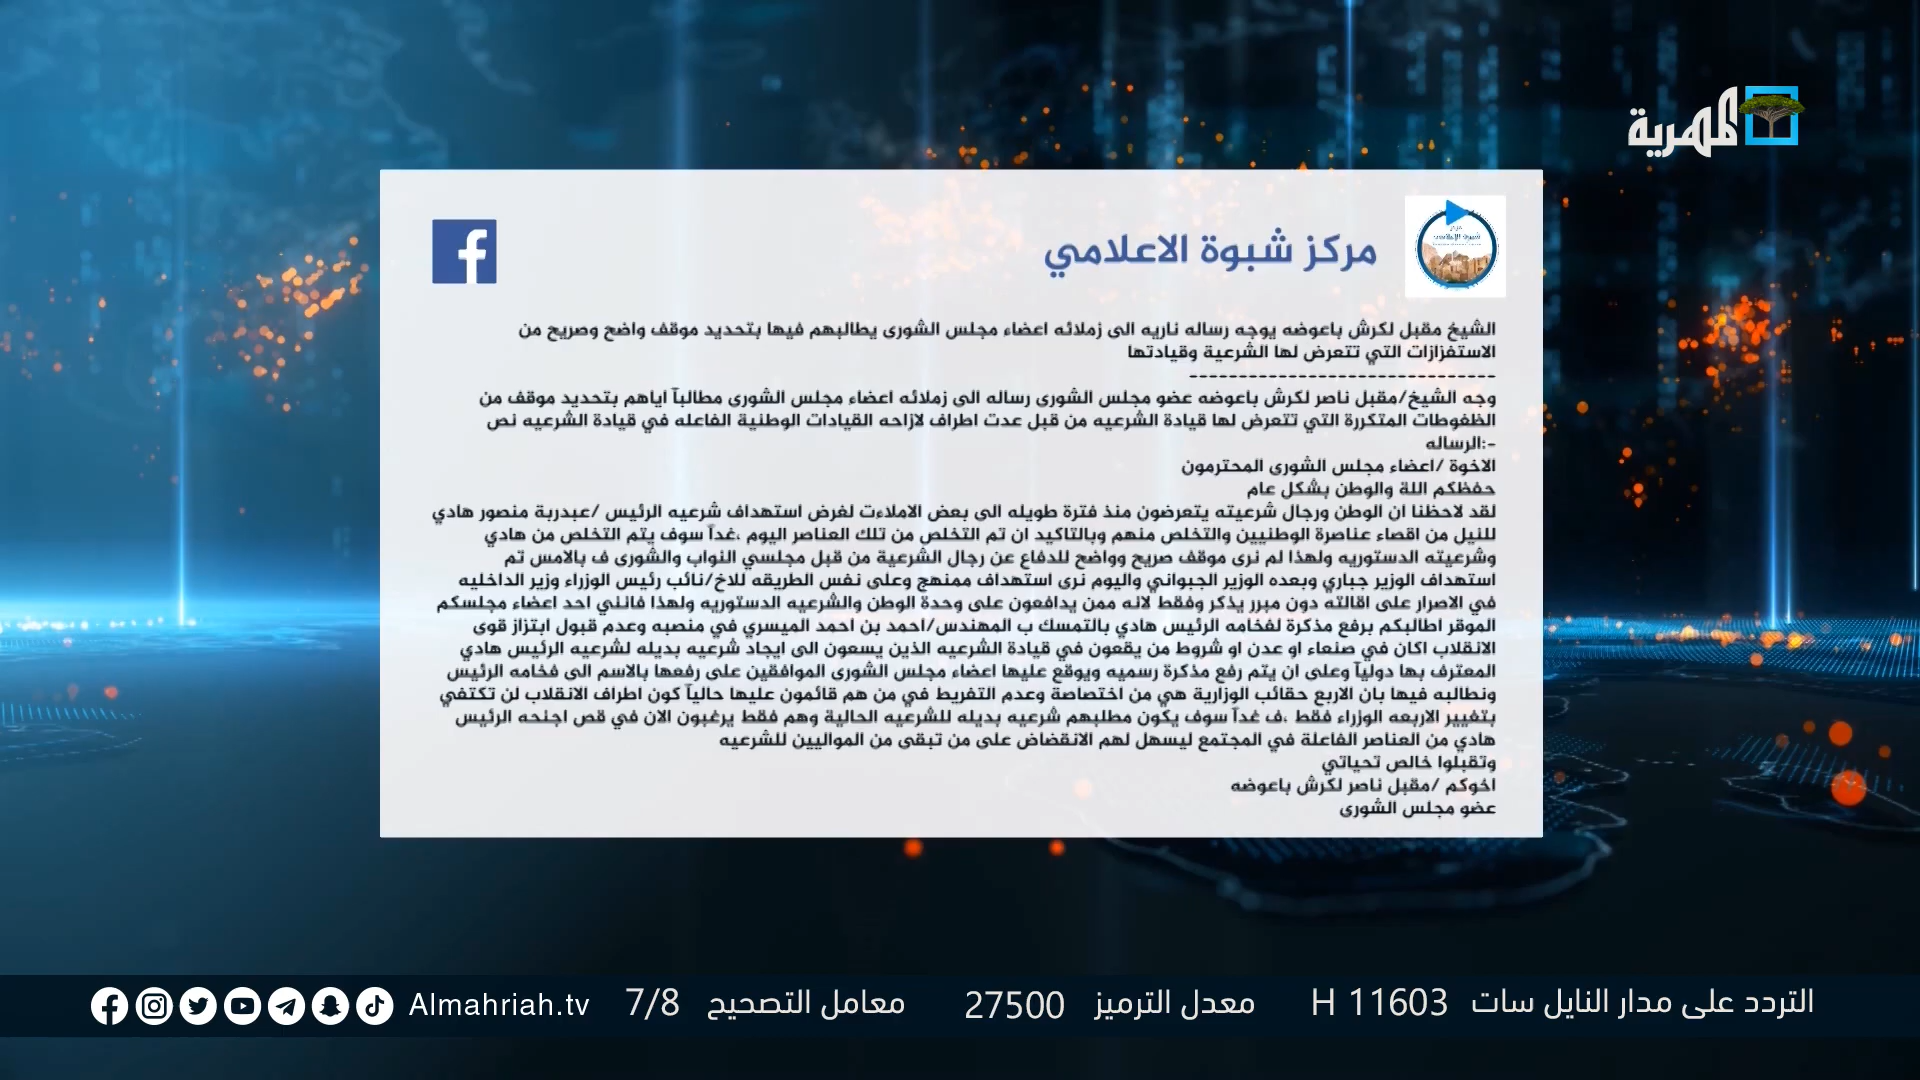 المهرية
مركز شبوة الاعلامي
الشيخ مقبل لكرش باعوضه يوجه رساله ناريه الى زملائه اعضاء مجلس الشورى يطالبهم فيها بتحديد موقف واضح وصريح من
الاستفزازات التي تتعرض لها الشرعية وقيادتها
-------------------------------
وجه الشيخ/مقبل ناصر لكرش باعوضه عضو مجلس الشورى رساله الى زملائه اعضاء مجلس الشورى مطالبآ اياهم بتحديد موقف من
الظغوطات المتكررة التي تتعرض لها قيادة الشرعيه من قبل عدت اطراف لازاحه القيادات الوطنية الفاعله في قيادة الشرعيه نص
-:الرساله
الاخوة /اعضاء مجلس الشورى المحترمون
حفظكم اللة والوطن بشكل عام
لقد لاحظنا ان الوطن ورجال شرعيته يتعرضون منذ فترة طويله الى بعض الاملاءت لغرض استهداف شرعيه الرئيس /عبدربة منصور هادي
للنيل من اقصاء عناصرة الوطنيين والتخلص منهم وبالتاكيد ان تم التخلص من تلك العناصر اليوم ،غدآ سوف يتم التخلص من هادي
وشرعيته الدستوريه ولهذا لم نرى موقف صريح وواضح للدفاع عن رجال الشرعية من قبل مجلسي النواب والشورى ف بالامس تم
استهداف الوزير جباري وبعده الوزير الجبواني واليوم نرى استهداف ممنهج وعلى نفس الطريقه للاخ/نائب رئيس الوزراء وزير الداخليه
في الاصرار على اقالته دون مبرر يذكر وفقط لانه ممن يدافعون على وحدة الوطن والشرعيه الدستوريه ولهذا فانني احد اعضاء مجلسكم
الموقر اطالبكم برفع مذكرة لفخامه الرئيس هادي بالتمسك ب المهندس/احمد بن احمد الميسري في منصبه وعدم قبول ابتزاز قوى
الانقلاب اكان في صنعاء او عدن او شروط من يقعون في قيادة الشرعيه الذين يسعون الى ايجاد شرعيه بديله لشرعيه الرئيس هادي
المعترف بها دوليآ وعلى ان يتم رفع مذكرة رسميه ويوقع عليها اعضاء مجلس الشورى الموافقين على رفعها بالاسم الى فخامه الرئيس
ونطالبه فيها بان الاربع حقائب الوزارية هي من اختصاصة وعدم التفريط في من هم قائمون عليها حاليآ كون اطراف الانقلاب لن تكتفي
بتغيير الاربعه الوزراء فقط ،ف غدآ سوف يكون مطلبهم شرعيه بديله للشرعيه الحالية وهم فقط يرغبون الان في قص اجنحه الرئيس
هادي من العناصر الفاعلة في المجتمع ليسهل لهم الانقضاض على من تبقى من المواليين للشرعيه
وتقبلوا خالص تحياتي
اخوكم /مقبل ناصر لكرش باعوضه
عضو مجلس الشورى
التردد على مدار النايل سات 11603 H معدل الترميز 27500 معامل التصحيح 7/8 Almahriah.tv